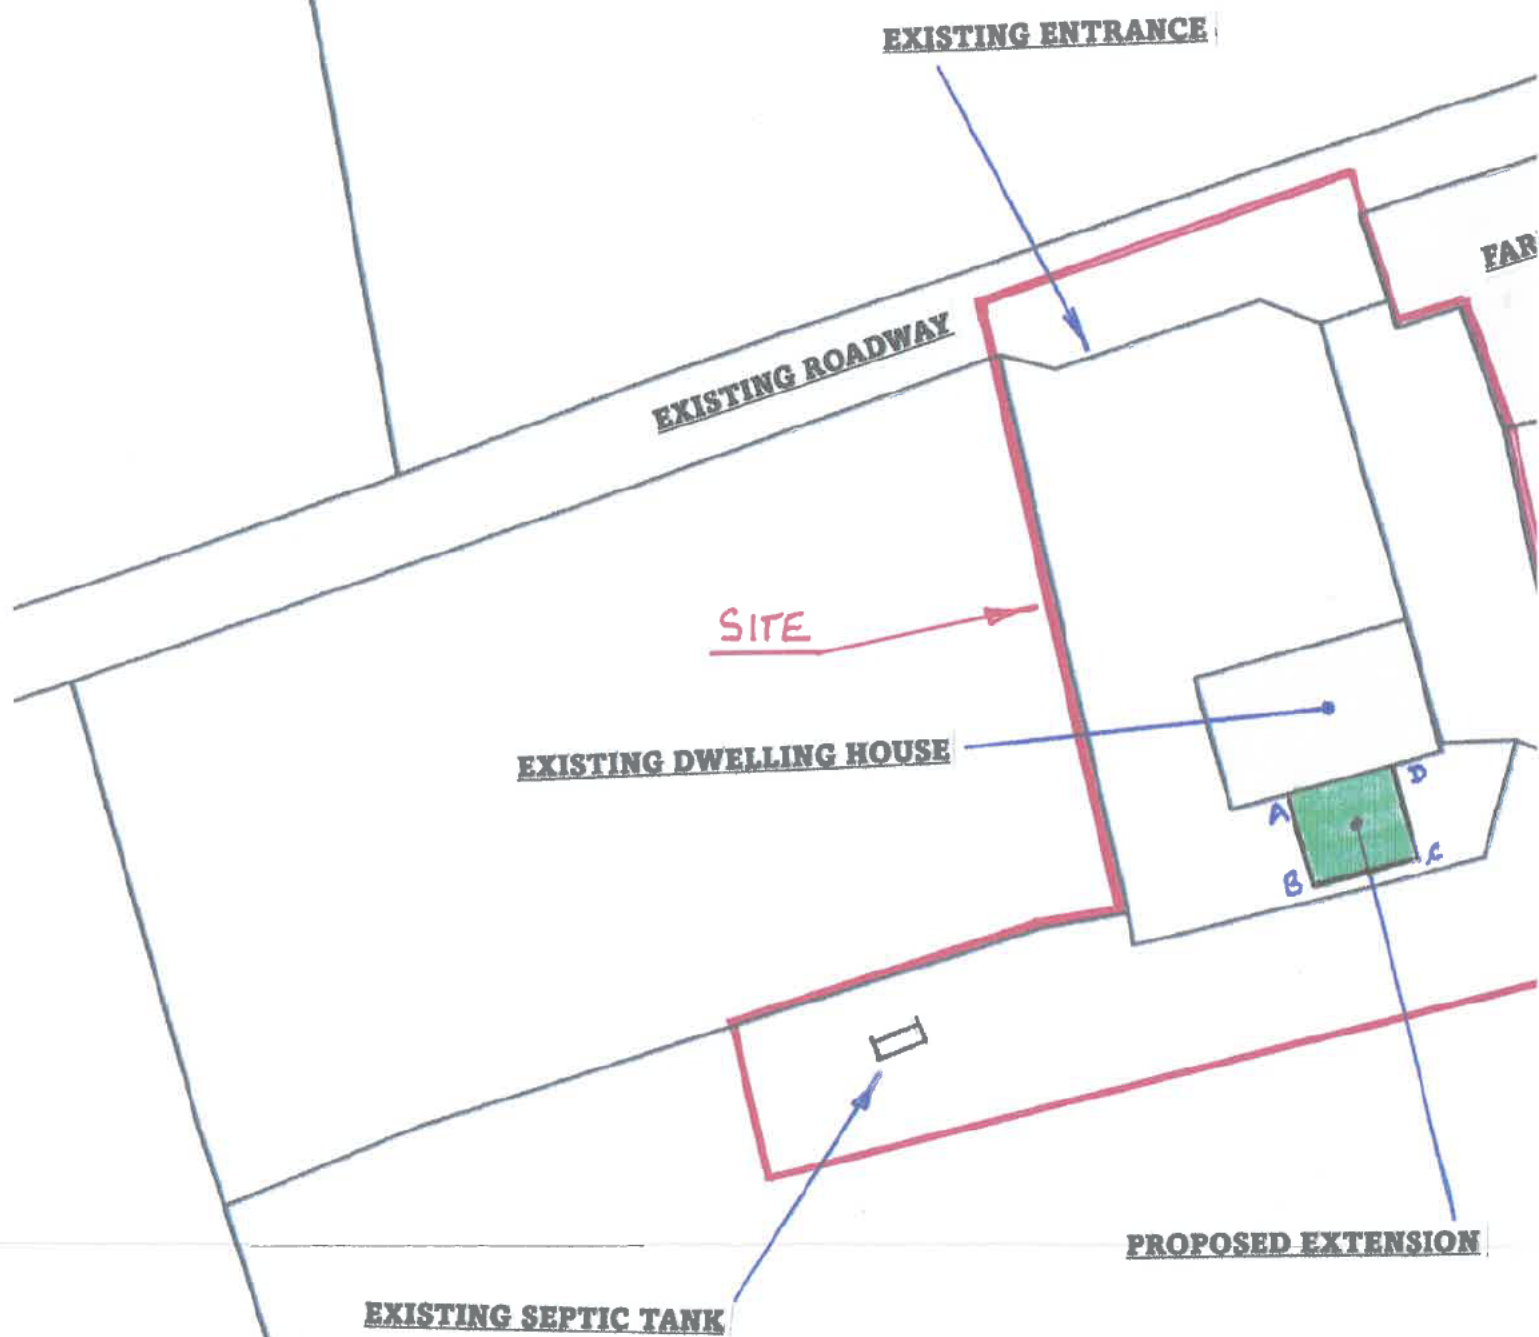 EXISTING ENTRANCE
FAR
EXISTING ROADWAY
SITE
EXISTING DWELLING HOUSE
D
A
C
B
PROPOSED EXTENSION
EXISTING SEPTIC TANK